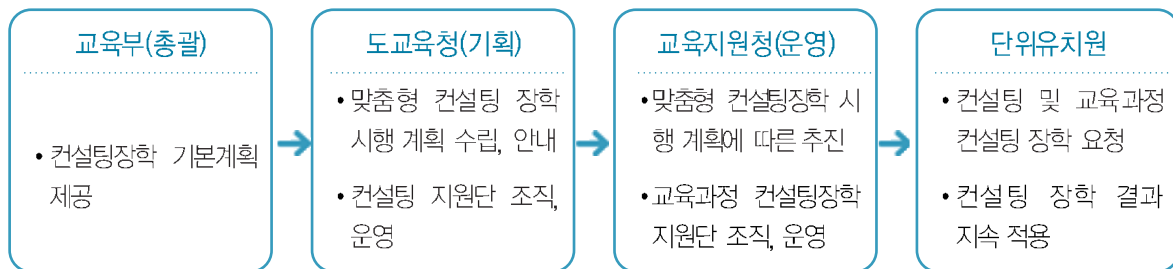 교육부(총괄)
• 컨설팅장학 기본계획
제공
도교육청(기획)
• 맞춤형 컨설팅 장학
시행 계획 수립, 안내
• 컨설팅 지원단 조직,
운영
교육지원청(운영)
• 맞춤형 컨설팅장학 시
행 계획에 따른 추진
• 교육과정 컨설팅장학
지원단 조직, 운영
단위유치원
• 컨설팅 및 교육과정
컨설팅 장학 요청
• 컨설팅 장학 결과
지속 적용